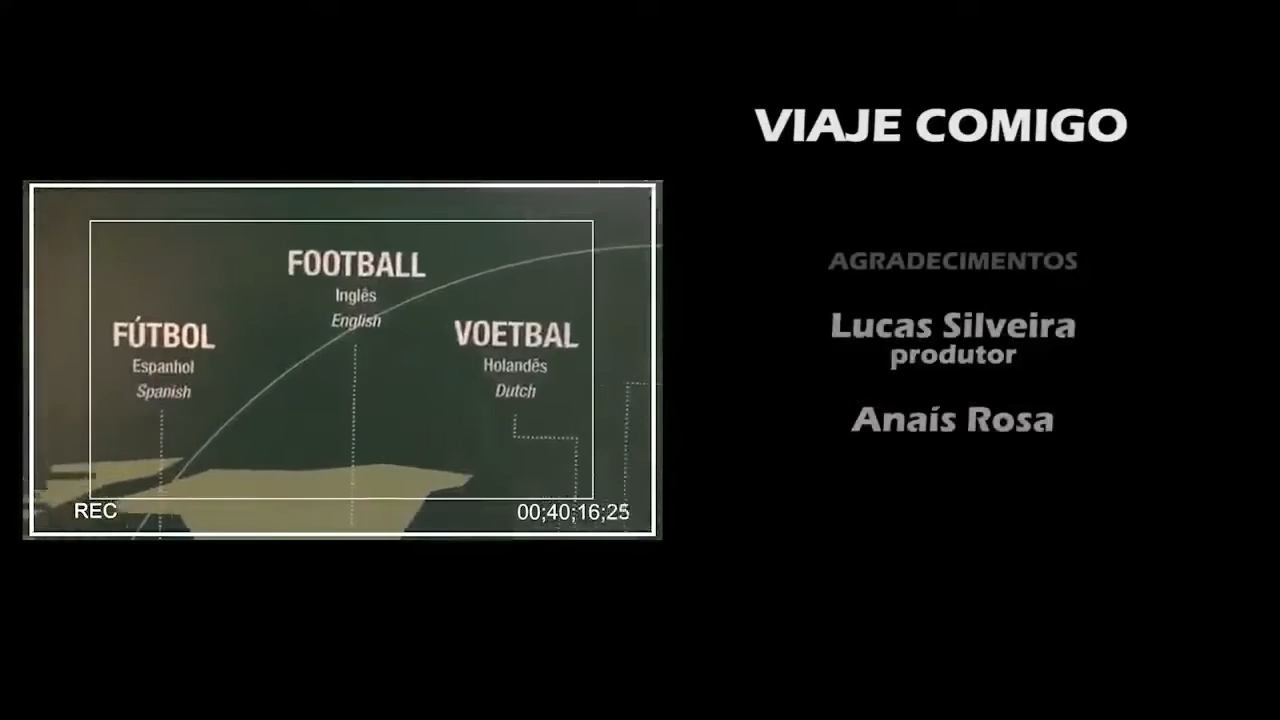 VIAJE COMIGO
AGRADECIMENTOS
Lucas Silveira
produtor
Anaís Rosa
FOOTBALL
Inglês
English
FÚTBOL
Espanhol
Spanish
VOETBAL
Holandês
Dutch
REC
00;40;16;25